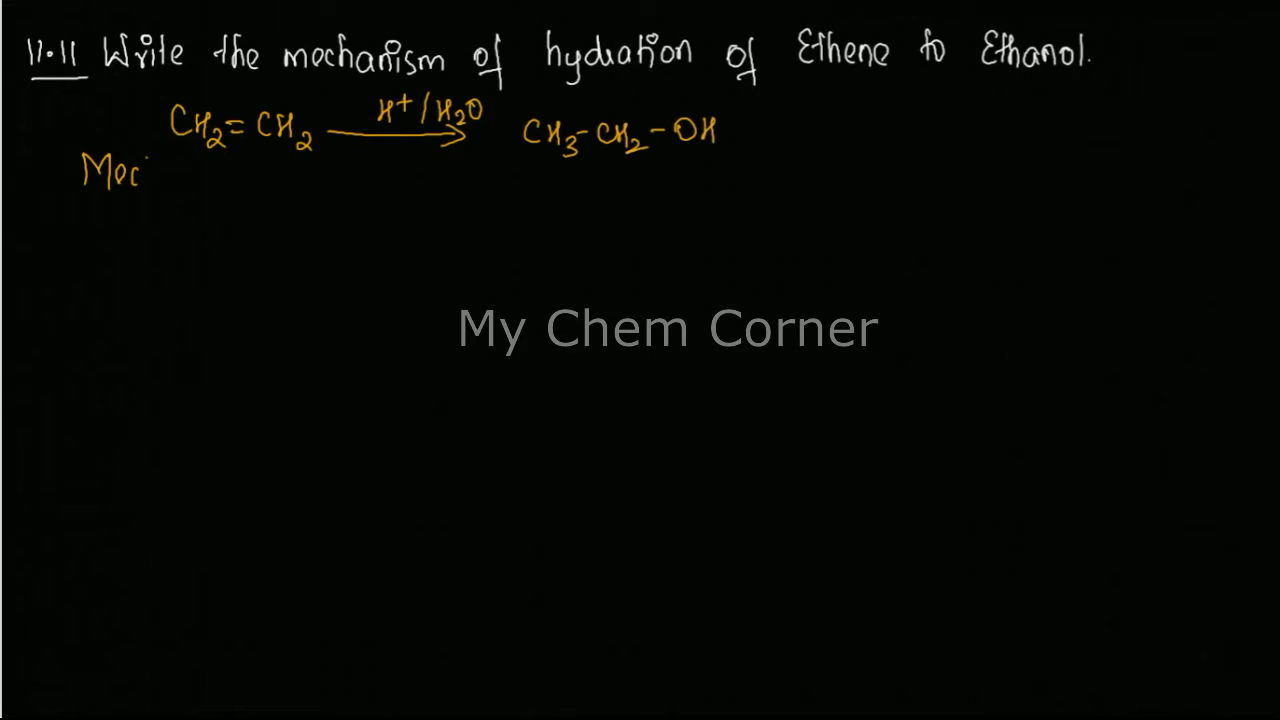 11.11 Write the mechanism of hydration of Ethene to Ethanol.
CH2=CH2 H+/H2O → CH3-CH2-OH
Mec
My Chem Corner